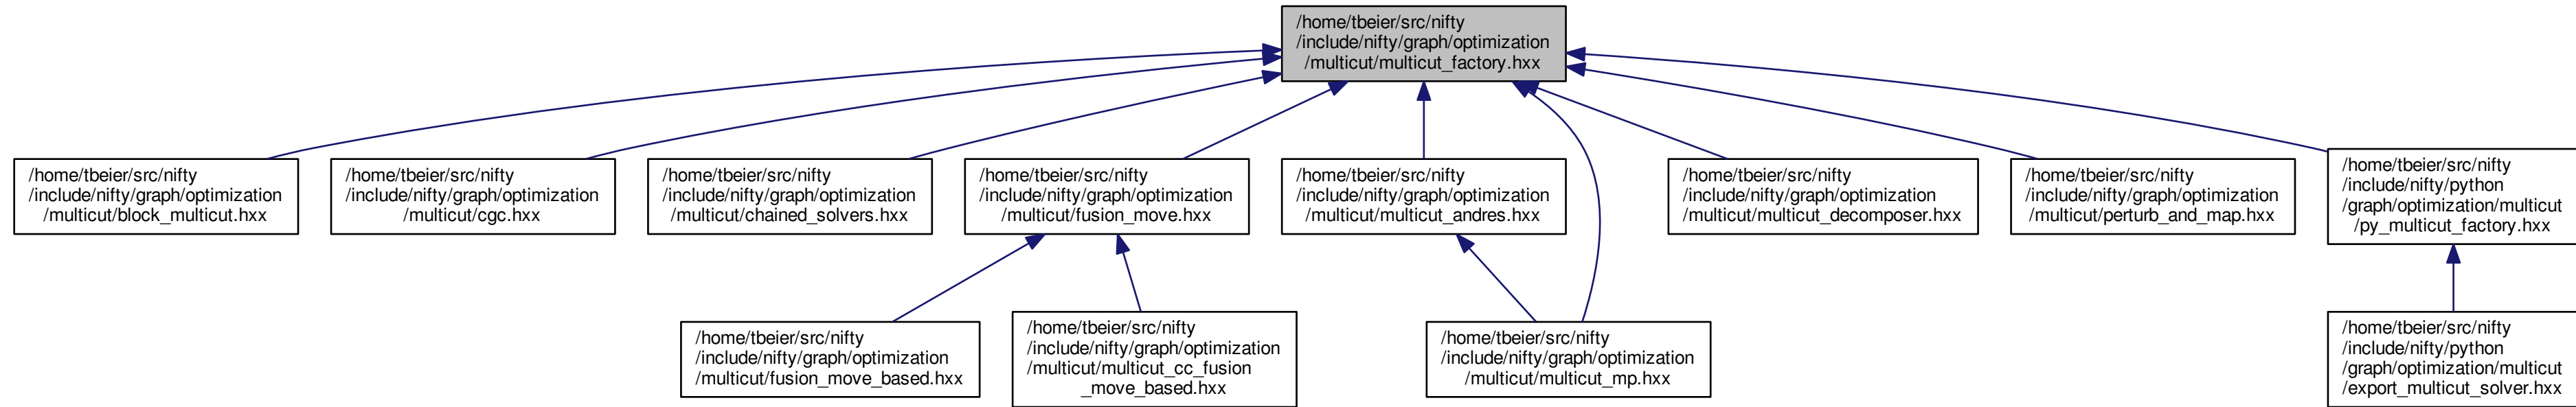 /home/tbeier/src/nifty
/include/nifty/graph/optimization
/multicut/multicut_factory.hxx
/home/tbeier/src/nifty
/include/nifty/graph/optimization
/multicut/block_multicut.hxx
/home/tbeier/src/nifty
/include/nifty/graph/optimization
/multicut/cgc.hxx
/home/tbeier/src/nifty
/include/nifty/graph/optimization
/multicut/chained_solvers.hxx
/home/tbeier/src/nifty
/include/nifty/graph/optimization
/multicut/fusion_move.hxx
/home/tbeier/src/nifty
/include/nifty/graph/optimization
/multicut/multicut_andres.hxx
/home/tbeier/src/nifty
/include/nifty/graph/optimization
/multicut/multicut_decomposer.hxx
/home/tbeier/src/nifty
/include/nifty/graph/optimization
/multicut/perturb_and_map.hxx
/home/tbeier/src/nifty
/include/nifty/python
/graph/optimization/multicut
/py_multicut_factory.hxx
/home/tbeier/src/nifty
/include/nifty/graph/optimization
/multicut/fusion_move_based.hxx
/home/tbeier/src/nifty
/include/nifty/graph/optimization
/multicut/multicut_cc_fusion
_move_based.hxx
/home/tbeier/src/nifty
/include/nifty/graph/optimization
/multicut/multicut_mp.hxx
/home/tbeier/src/nifty
/include/nifty/python
/graph/optimization/multicut
/export_multicut_solver.hxx